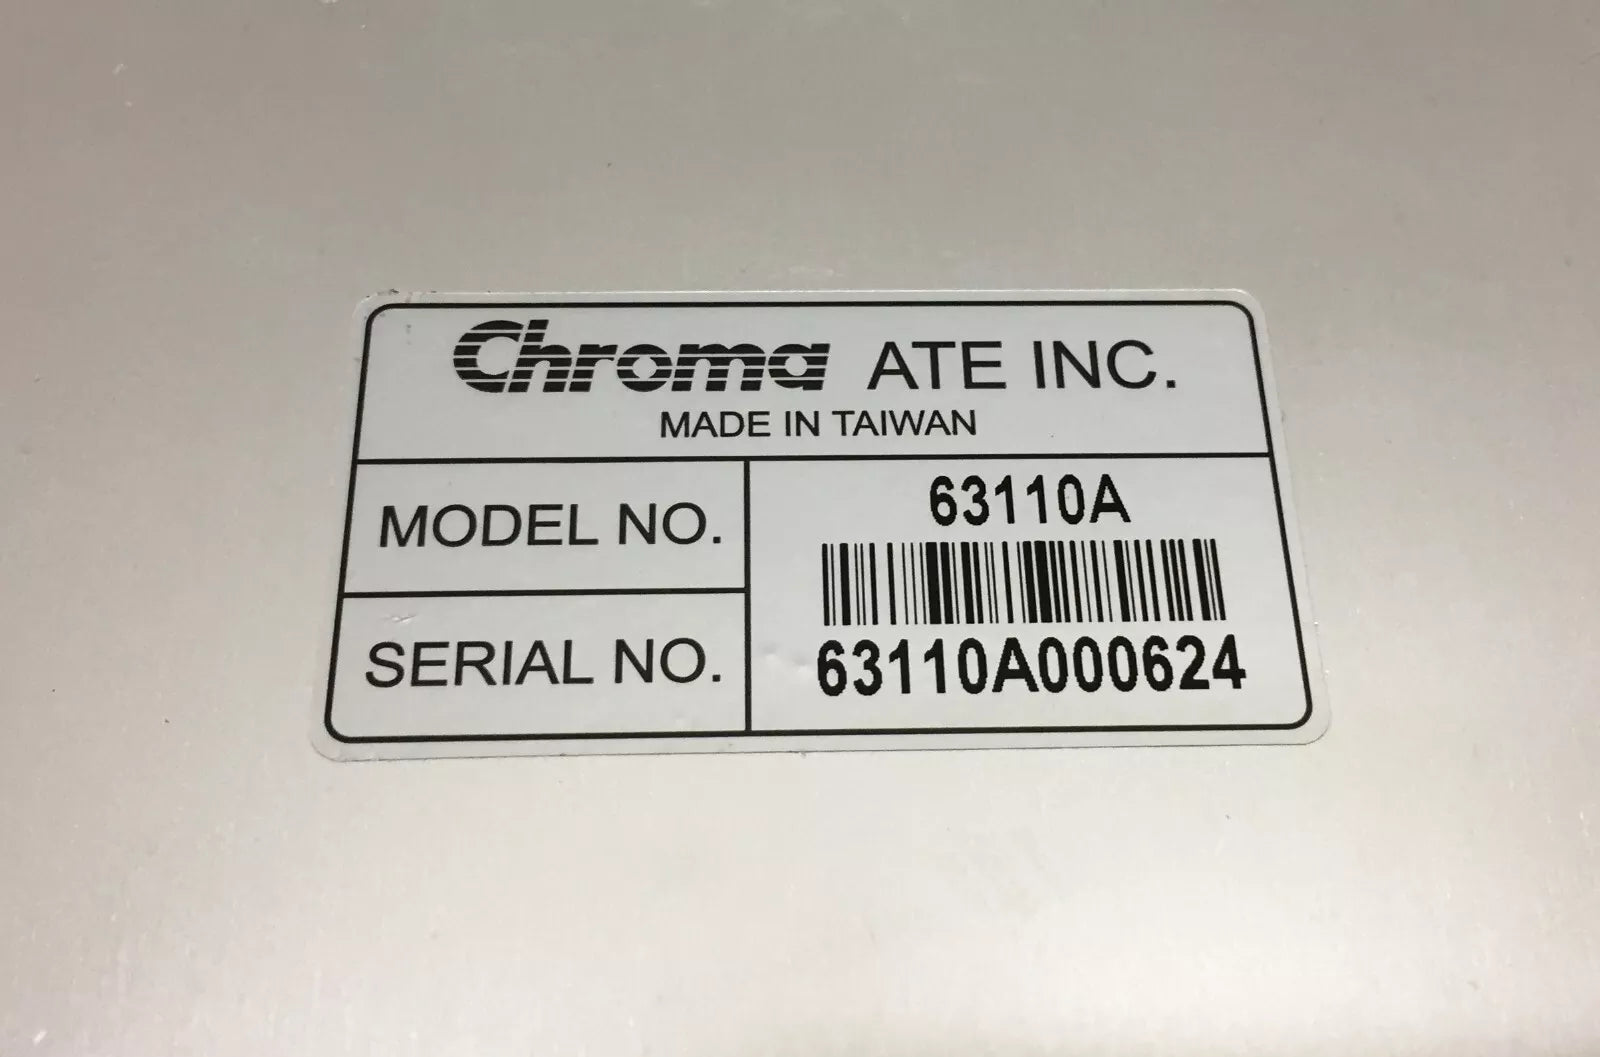 Chroma ATE INC.
MADE IN TAIWAN
MODEL NO.
63110A
SERIAL NO.
63110A000624